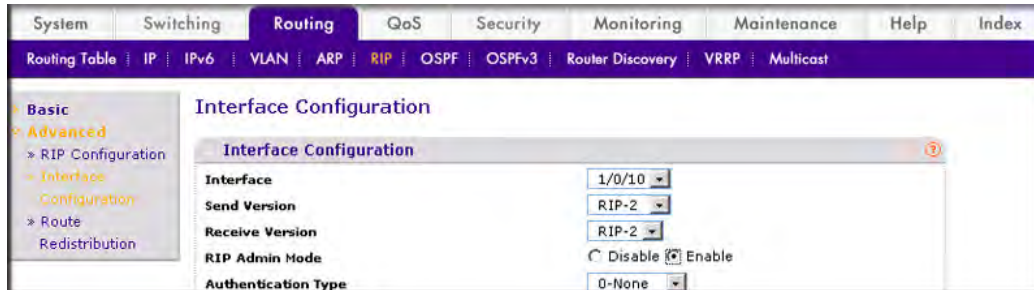 System Switching Routing QoS Security Monitoring Maintenance Help Index
Routing Table IP IPv6 VLAN ARP RIP OSPF OSPFv3 Router Discovery VRRP Multicast
Basic
Advanced
» RIP Configuration
» Interface
Configuration
» Route
Redistribution
Interface Configuration
Interface Configuration ?
Interface 1/0/10
Send Version RIP-2
Receive Version RIP-2
RIP Admin Mode Disable Enable
Authentication Type 0-None